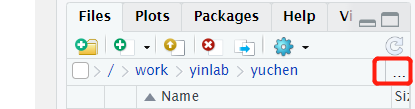 Files Plots Packages Help Vi
/ work yinlab yuchen ...
Name Siz